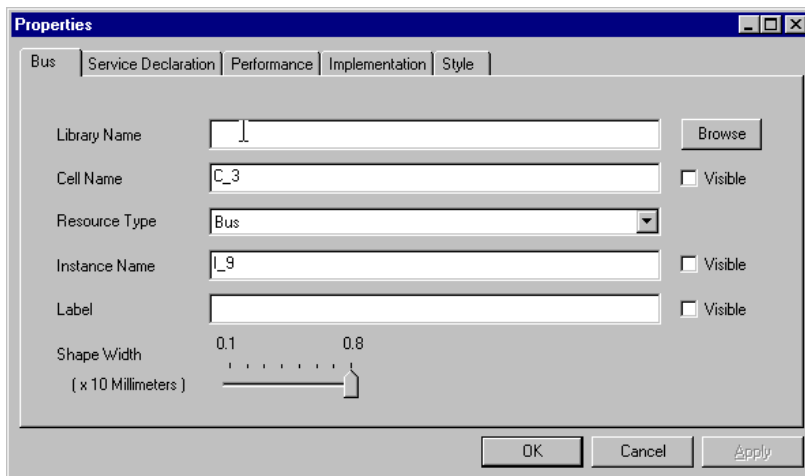 Properties
Bus Service Declaration Performance Implementation Style
Library Name Browse
Cell Name C_3 Visible
Resource Type Bus
Instance Name I_9 Visible
Label Visible
0.1 0.8
Shape Width
( x 10 Millimeters )
OK Cancel Apply